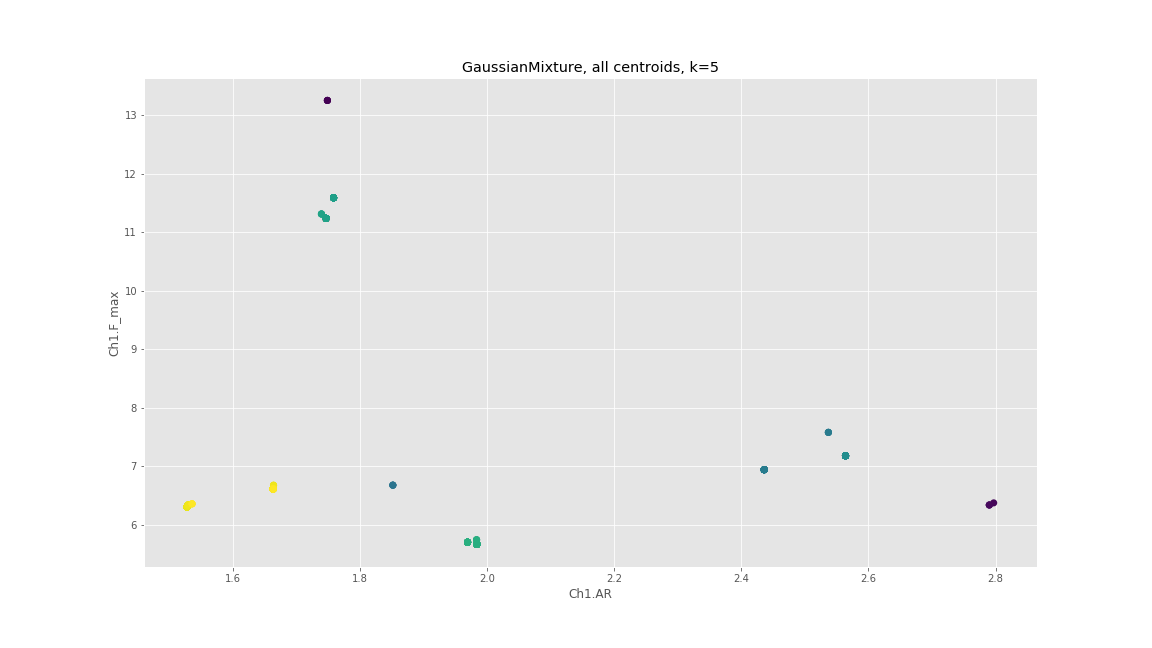 GaussianMixture, all centroids, k=5
13
12
11
10
9
8
7
6
Ch1.F_max
1.6 1.8 2.0 2.2 2.4 2.6 2.8
Ch1.AR